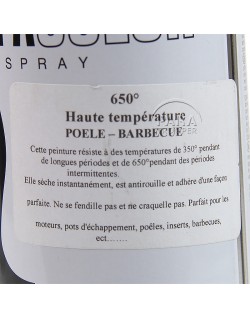 SPRAY
650°
Haute température
POELE – BARBECUE
Cette peinture résiste à des températures de 350° pendant
de longues périodes et de 650°pendant des périodes
intermittentes.
Elle sèche instantanément, est antirouille et adhère d'une façon
parfaite. Ne se fendille pas et ne craquelle pas. Parfait pour les
moteurs, pots d'échappement, poêles, inserts, barbecues,
ect…….